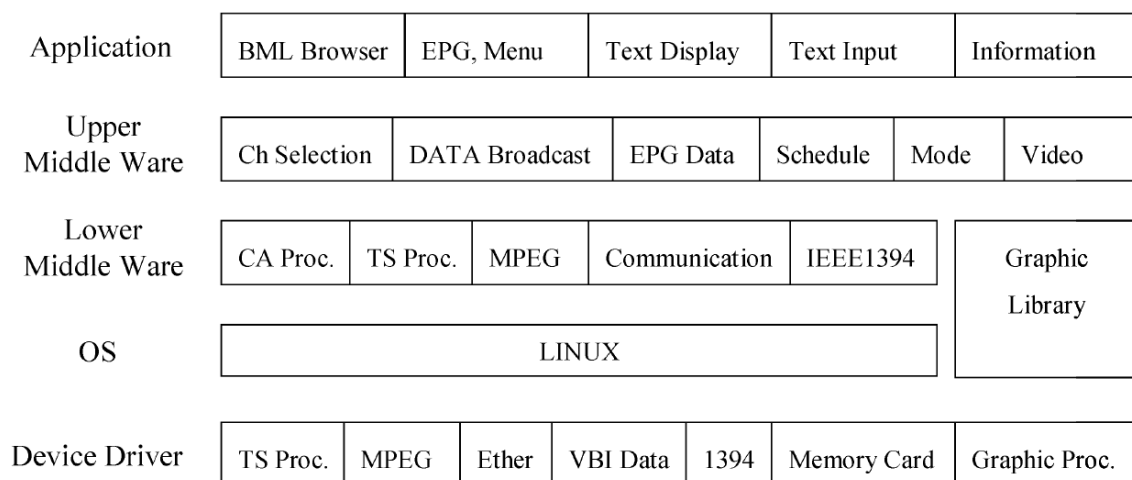 Application
BML Browser EPG, Menu Text Display Text Input Information
Upper
Middle Ware
Ch Selection DATA Broadcast EPG Data Schedule Mode Video
Lower
Middle Ware
CA Proc. TS Proc. MPEG Communication IEEE1394
Graphic
Library
OS
LINUX
Device Driver
TS Proc. MPEG Ether VBI Data 1394 Memory Card Graphic Proc.